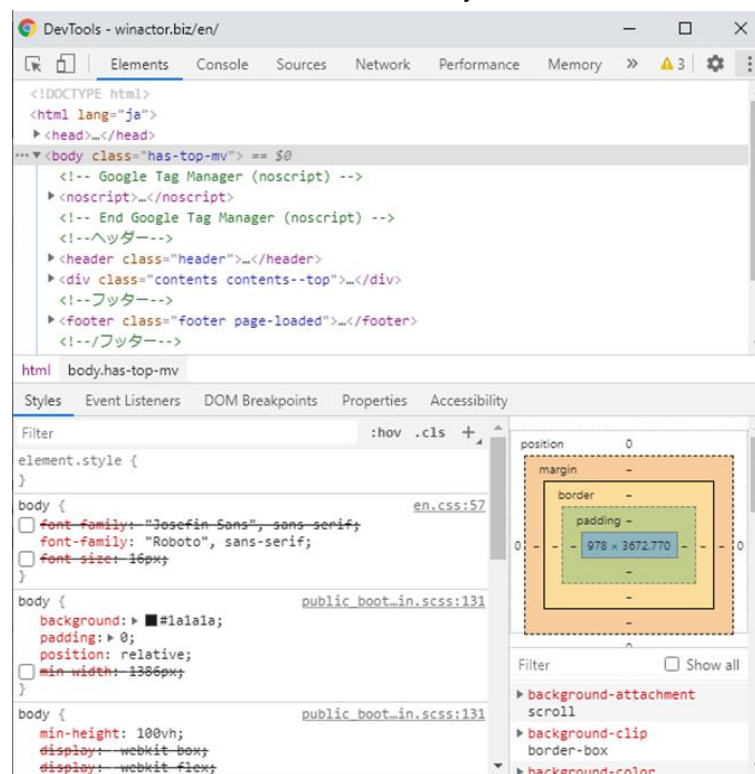 DevTools - winactor.biz/en/
Elements Console Sources Network Performance Memory » 3
<!DOCTYPE html>
<html lang="ja">
<head>…</head>
<body class="has-top-mv"> == $0
<!-- Google Tag Manager (noscript) -->
<noscript>…</noscript>
<!-- End Google Tag Manager (noscript) -->
<!--ヘッダー-->
<header class="header">…</header>
<div class="contents contents--top">…</div>
<!--フッター-->
<footer class="footer page-loaded">…</footer>
<!--/フッター-->
html body.has-top-mv
Styles Event Listeners DOM Breakpoints Properties Accessibility
Filter :hov .cls +
element.style {
}
body { en.css:57
font-family: "Josefin Sans", sans-serif;
font-family: "Roboto", sans-serif;
font-size: 16px;
}
body { public_boot…in.scss:131
background: #1a1a1a;
padding: 0;
position: relative;
min-width: 1386px;
}
body { public_boot…in.scss:131
min-height: 100vh;
display: -webkit-box;
display: -webkit-flex;
position 0
margin -
border -
padding -
0 - - - 978 × 3672.770 - - - 0
-
-
-
Filter Show all
background-attachment
scroll
background-clip
border-box
background-color